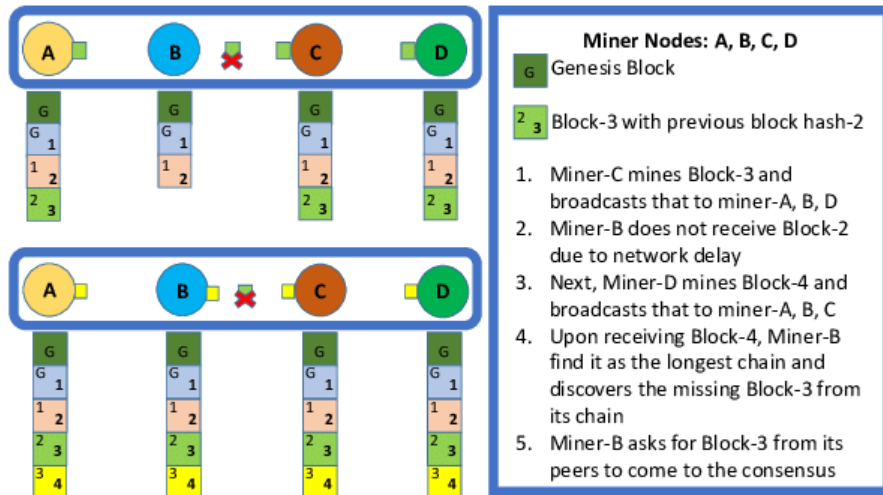 A B C D
G G G G
G 1 G 1 G 1 G 1
1 2 1 2 1 2 1 2
2 3 2 3 2 3
A B C D
G G G G
G 1 G 1 G 1 G 1
1 2 1 2 1 2 1 2
2 3 2 3 2 3 2 3
3 4 3 4 3 4 3 4
Miner Nodes: A, B, C, D
G Genesis Block
2 3 Block-3 with previous block hash-2
1. Miner-C mines Block-3 and
broadcasts that to miner-A, B, D
2. Miner-B does not receive Block-2
due to network delay
3. Next, Miner-D mines Block-4 and
broadcasts that to miner-A, B, C
4. Upon receiving Block-4, Miner-B
find it as the longest chain and
discovers the missing Block-3 from
its chain
5. Miner-B asks for Block-3 from its
peers to come to the consensus